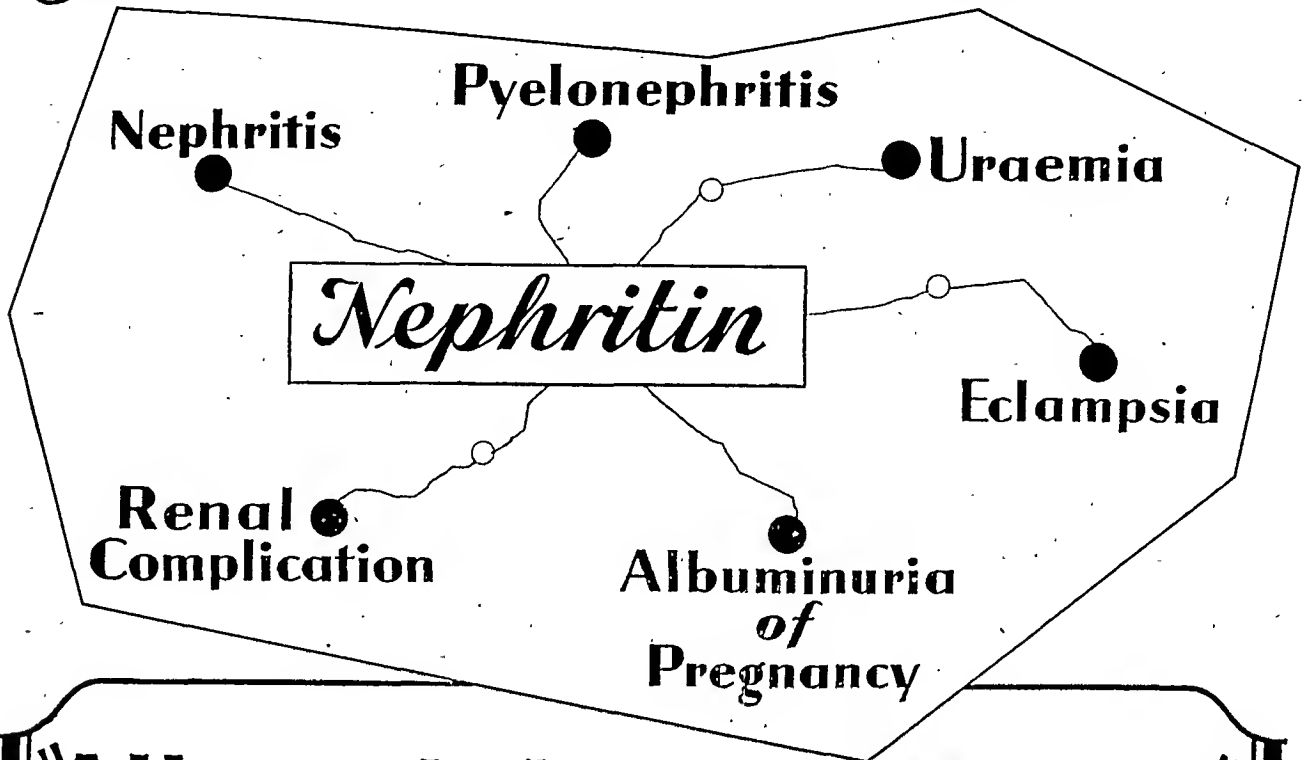 Pyelonephritis
Nephritis
Uraemia
Nephritin
Eclampsia
Renal
Complication
Albuminuria
of
Pregnancy